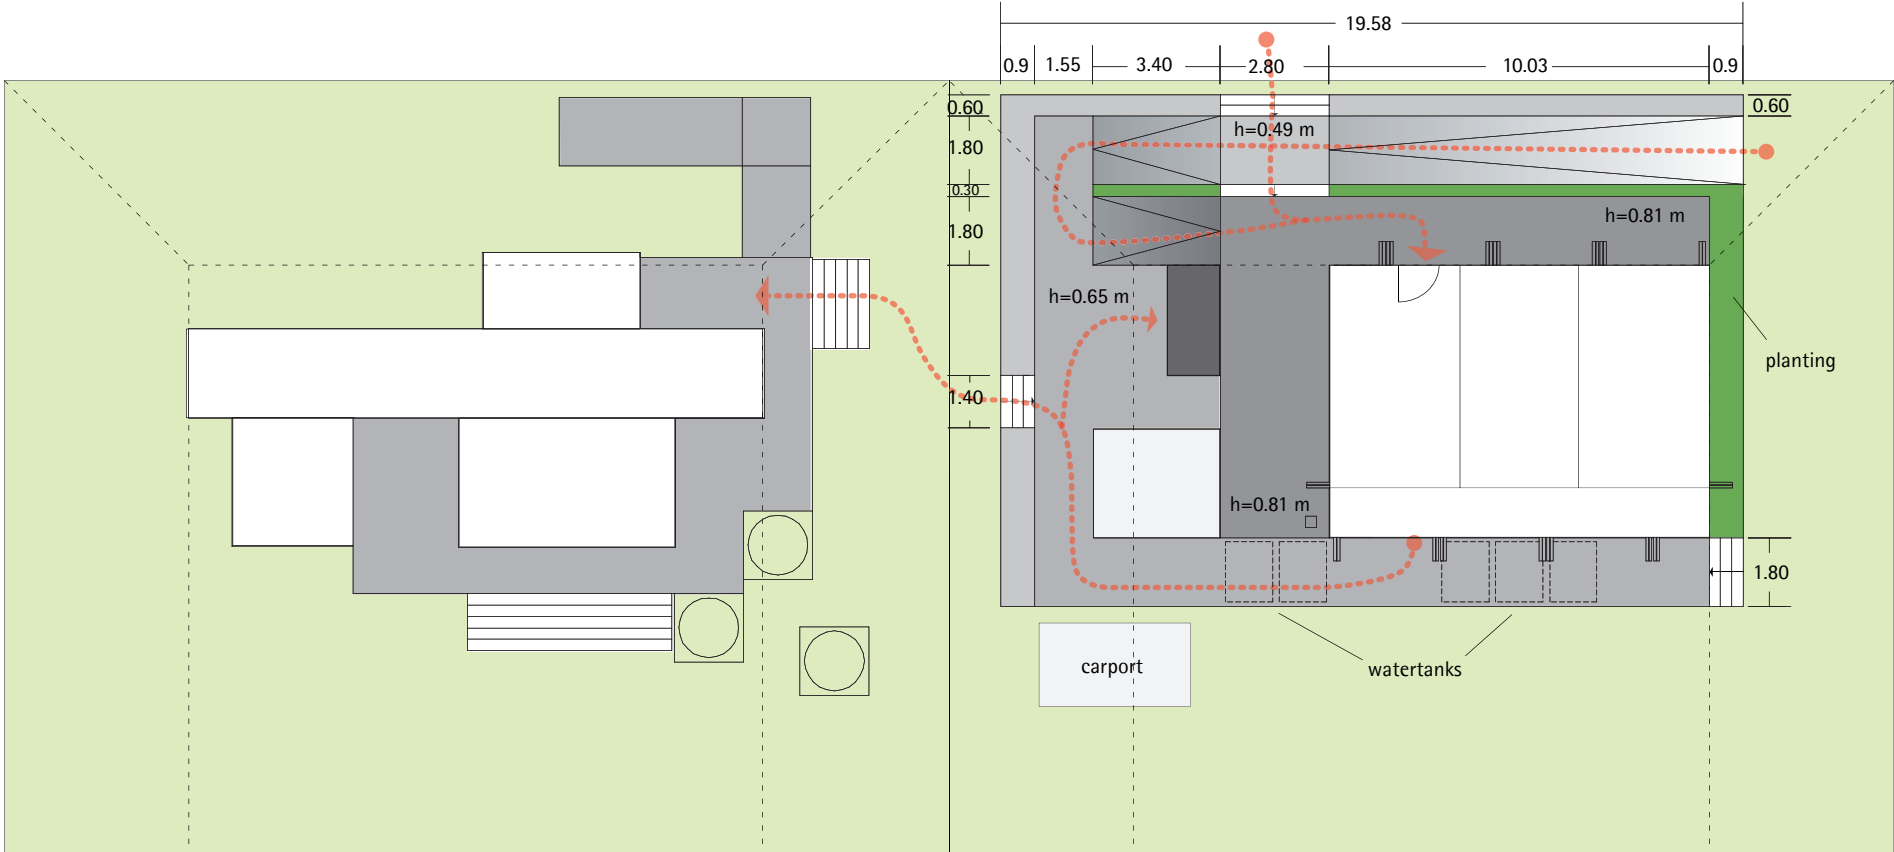 19.58
0.9 1.55 3.40 2.80 10.03 0.9
0.60 0.60
h=0.49 m
1.80
0.30
h=0.81 m
1.80
h=0.65 m
planting
1.40
h=0.81 m
1.80
carport
watertanks